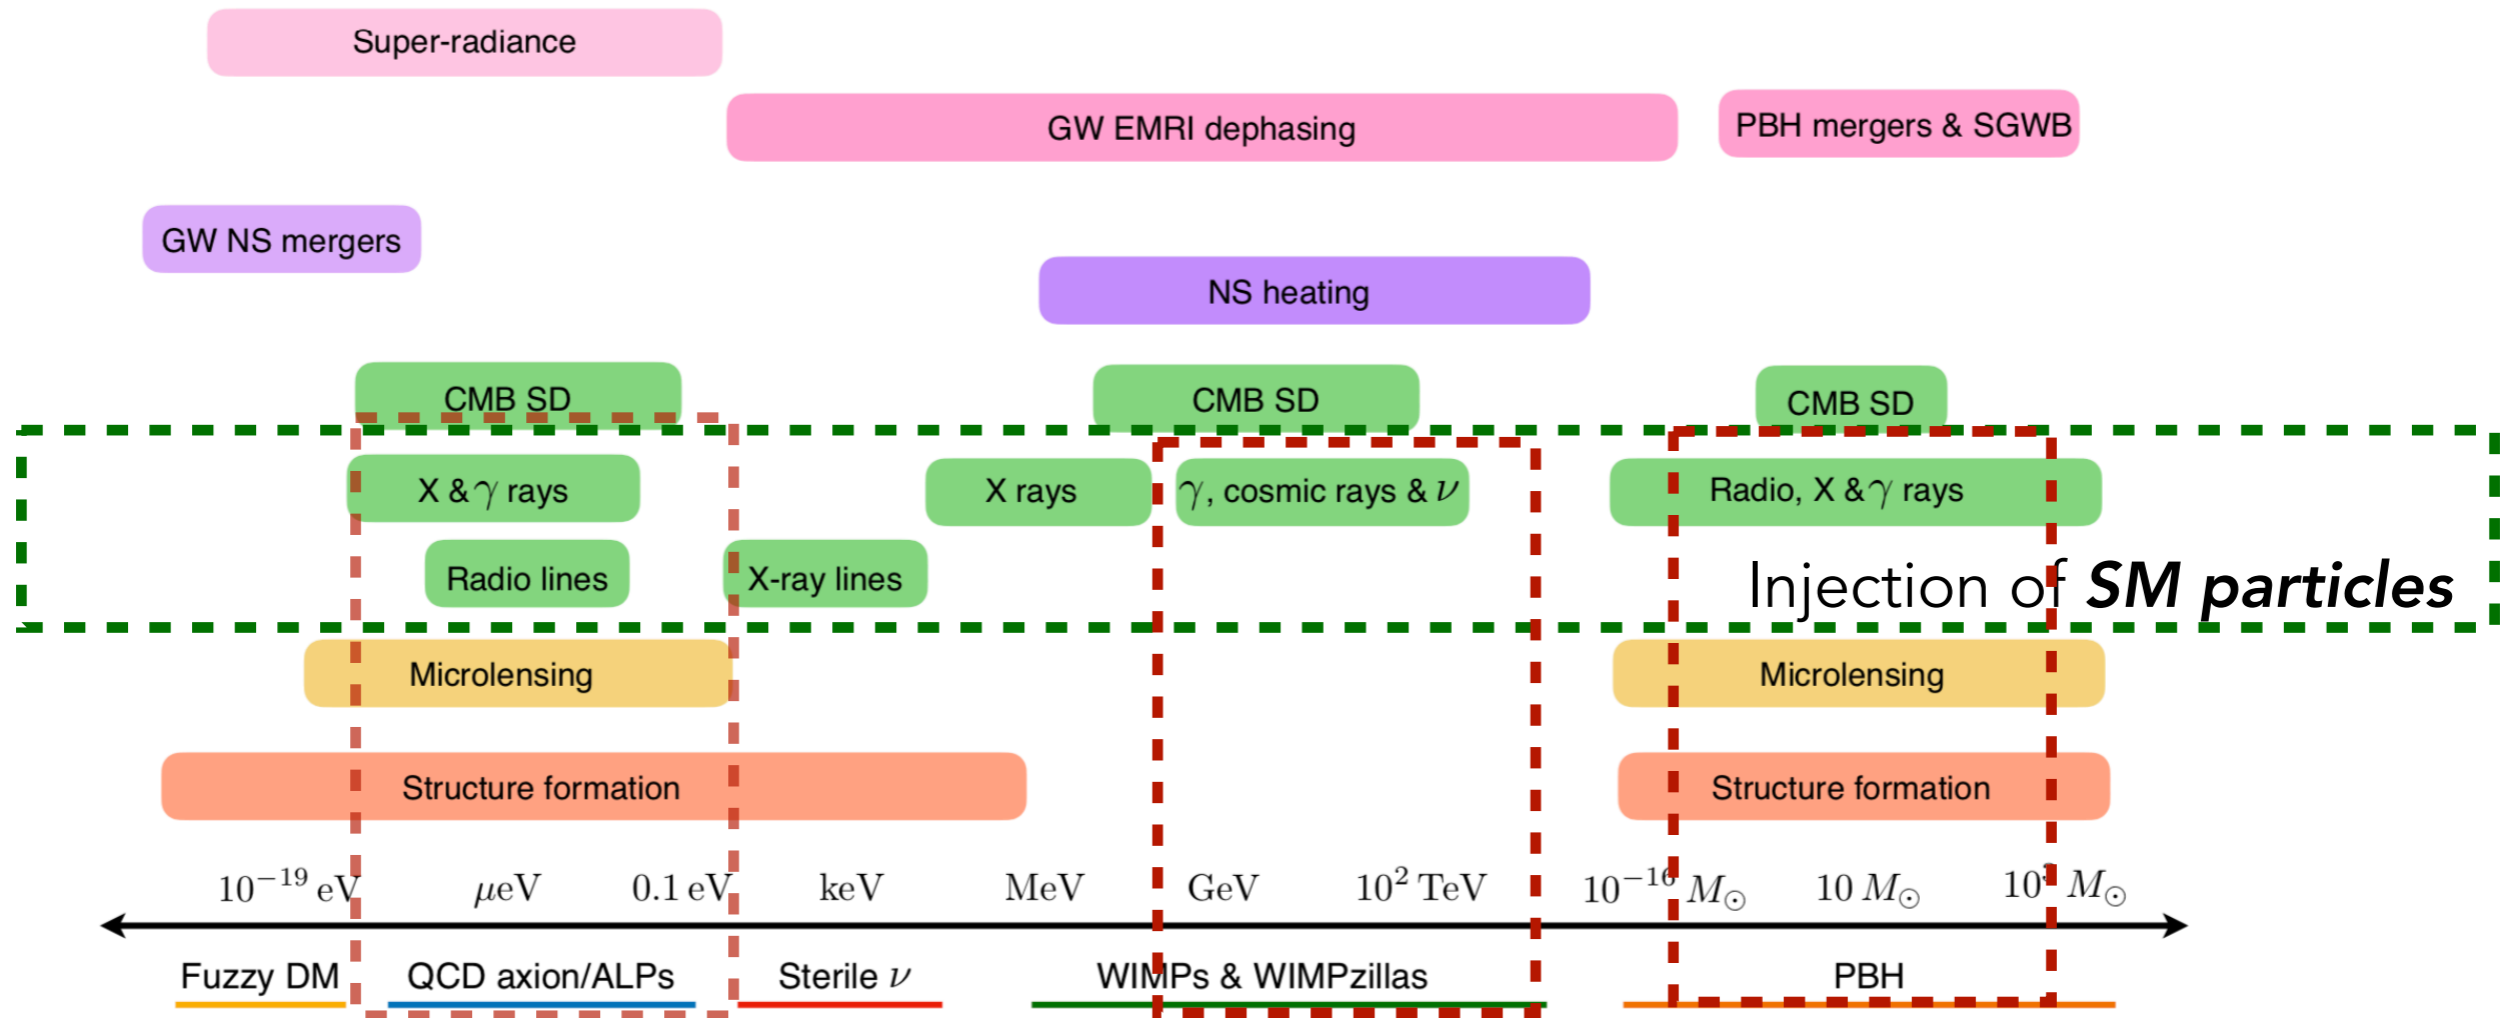 Super-radiance
GW EMRI dephasing
PBH mergers & SGWB
GW NS mergers
NS heating
CMB SD
CMB SD
CMB SD
X & γ rays
X rays
γ, cosmic rays & ν
Radio, X & γ rays
Radio lines
X-ray lines
Injection of SM particles
Microlensing
Microlensing
Structure formation
Structure formation
10⁻¹⁹ eV
μeV
0.1 eV
keV
MeV
GeV
10² TeV
10⁻¹⁶ M⊙
10 M⊙
M⊙
Fuzzy DM
QCD axion/ALPs
Sterile ν
WIMPs & WIMPzillas
PBH